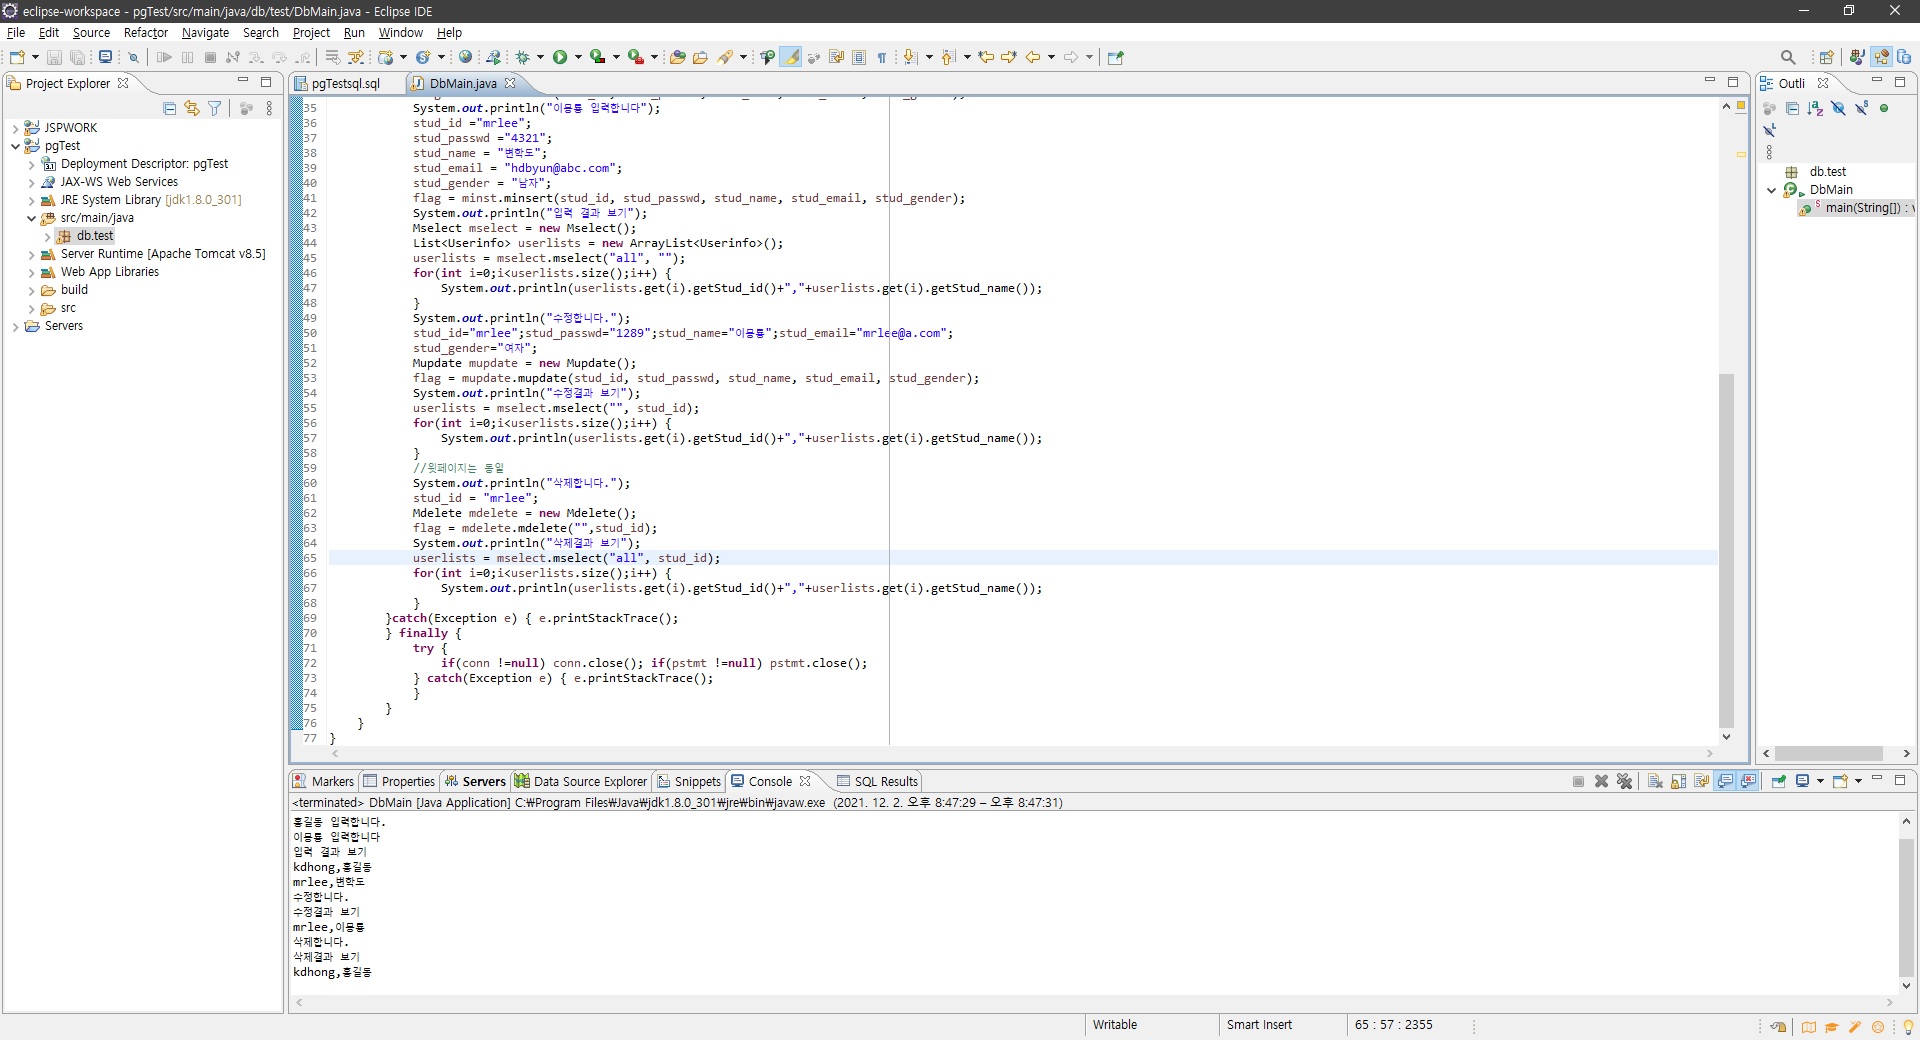 eclipse-workspace - pgTest/src/main/java/db/test/DbMain.java - Eclipse IDE
File Edit Source Refactor Navigate Search Project Run Window Help
Project Explorer
JSPWORK
pgTest
Deployment Descriptor: pgTest
JAX-WS Web Services
JRE System Library [jdk1.8.0_301]
src/main/java
db.test
Server Runtime [Apache Tomcat v8.5]
Web App Libraries
build
src
Servers
pgTestsql.sql
DbMain.java
35 System.out.println("이몽룡 입력합니다");
36 stud_id ="mrlee";
37 stud_passwd ="4321";
38 stud_name = "변학도";
39 stud_email = "hdbyun@abc.com";
40 stud_gender = "남자";
41 flag = minst.minsert(stud_id, stud_passwd, stud_name, stud_email, stud_gender);
42 System.out.println("입력 결과 보기");
43 Mselect mselect = new Mselect();
44 List<Userinfo> userlists = new ArrayList<Userinfo>();
45 userlists = mselect.mselect("all", "");
46 for(int i=0;i<userlists.size();i++) {
47 System.out.println(userlists.get(i).getStud_id()+","+userlists.get(i).getStud_name());
48 }
49 System.out.println("수정합니다.");
50 stud_id="mrlee";stud_passwd="1289";stud_name="이몽룡";stud_email="mrlee@a.com";
51 stud_gender="여자";
52 Mupdate mupdate = new Mupdate();
53 flag = mupdate.mupdate(stud_id, stud_passwd, stud_name, stud_email, stud_gender);
54 System.out.println("수정결과 보기");
55 userlists = mselect.mselect("", stud_id);
56 for(int i=0;i<userlists.size();i++) {
57 System.out.println(userlists.get(i).getStud_id()+","+userlists.get(i).getStud_name());
58 }
59 //윗페이지는 동일
60 System.out.println("삭제합니다.");
61 stud_id = "mrlee";
62 Mdelete mdelete = new Mdelete();
63 flag = mdelete.mdelete("",stud_id);
64 System.out.println("삭제결과 보기");
65 userlists = mselect.mselect("all", stud_id);
66 for(int i=0;i<userlists.size();i++) {
67 System.out.println(userlists.get(i).getStud_id()+","+userlists.get(i).getStud_name());
68 }
69 }catch(Exception e) { e.printStackTrace();
70 } finally {
71 try {
72 if(conn !=null) conn.close(); if(pstmt !=null) pstmt.close();
73 } catch(Exception e) { e.printStackTrace();
74 }
75 }
76 }
77 }
Outli
db.test
DbMain
main(String[]) : v
Markers Properties Servers Data Source Explorer Snippets Console SQL Results
<terminated> DbMain [Java Application] C:₩Program Files₩Java₩jdk1.8.0_301₩jre₩bin₩javaw.exe (2021. 12. 2. 오후 8:47:29 – 오후 8:47:31)
홍길동 입력합니다.
이몽룡 입력합니다
입력 결과 보기
kdhong,홍길동
mrlee,변학도
수정합니다.
수정결과 보기
mrlee,이몽룡
삭제합니다.
삭제결과 보기
kdhong,홍길동
Writable Smart Insert 65 : 57 : 2355